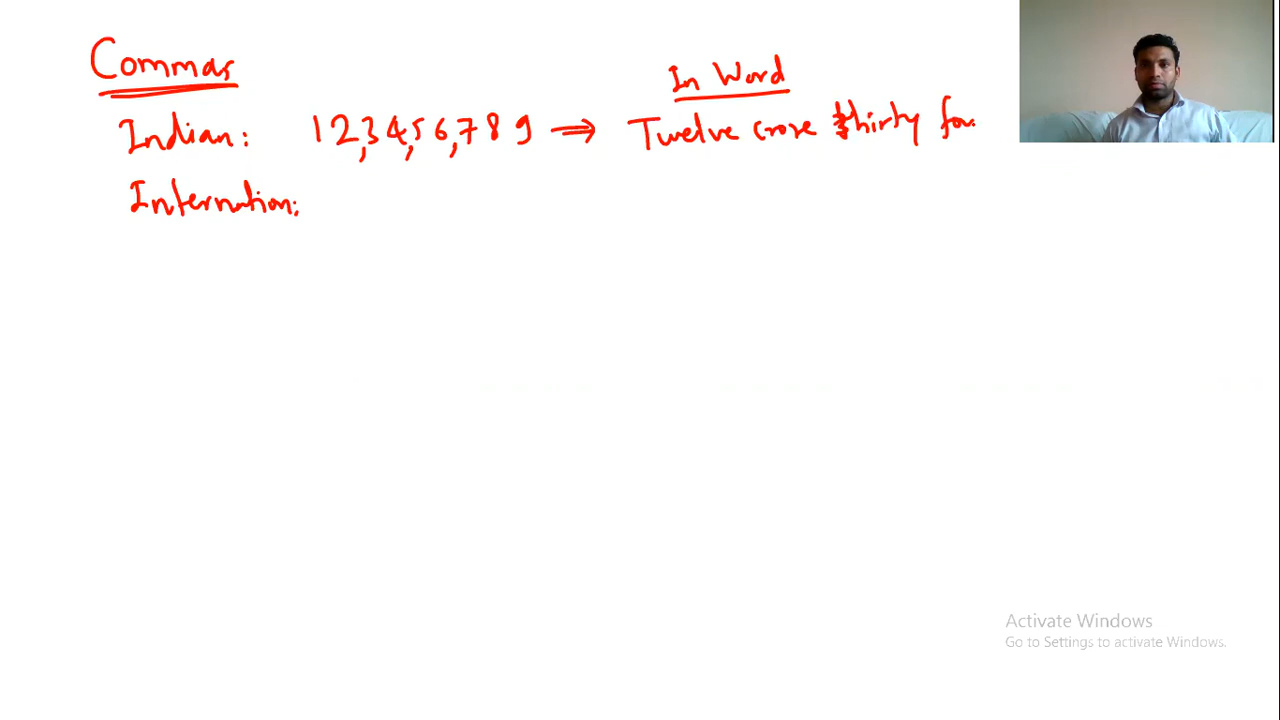 Commas
In Word
Indian: 12,34,56,789 ⇒ Twelve crore thirty fou
Internation:
Activate Windows
Go to Settings to activate Windows.